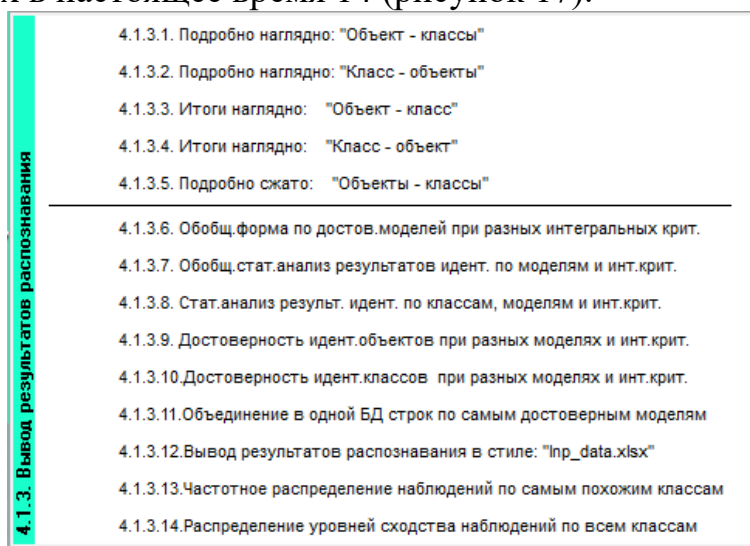 в настоящее время 14 (рисунок 17).
4.1.3. Вывод результатов распознавания
4.1.3.1. Подробно наглядно: "Объект - классы"
4.1.3.2. Подробно наглядно: "Класс - объекты"
4.1.3.3. Итоги наглядно: "Объект - класс"
4.1.3.4. Итоги наглядно: "Класс - объект"
4.1.3.5. Подробно сжато: "Объекты - классы"
4.1.3.6. Обобщ.форма по достов.моделей при разных интегральных крит.
4.1.3.7. Обобщ.стат.анализ результатов идент. по моделям и инт.крит.
4.1.3.8. Стат.анализ результ. идент. по классам, моделям и инт.крит.
4.1.3.9. Достоверность идент.объектов при разных моделях и инт.крит.
4.1.3.10.Достоверность идент.классов при разных моделях и инт.крит.
4.1.3.11.Объединение в одной БД строк по самым достоверным моделям
4.1.3.12.Вывод результатов распознавания в стиле: "Inp_data.xlsx"
4.1.3.13.Частотное распределение наблюдений по самым похожим классам
4.1.3.14.Распределение уровней сходства наблюдений по всем классам